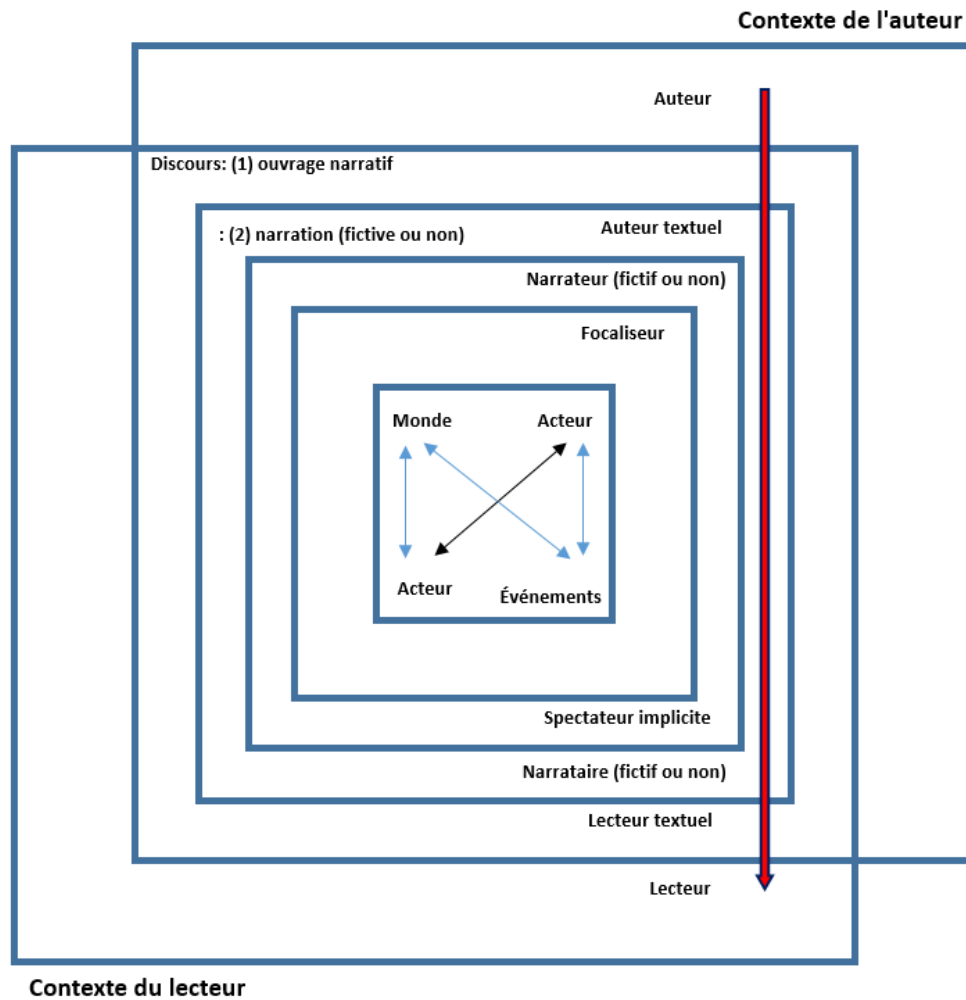 Contexte de l'auteur
Auteur
Discours: (1) ouvrage narratif
Auteur textuel
: (2) narration (fictive ou non)
Narrateur (fictif ou non)
Focaliseur
Monde
Acteur
Acteur
Événements
Spectateur implicite
Narrataire (fictif ou non)
Lecteur textuel
Lecteur
Contexte du lecteur